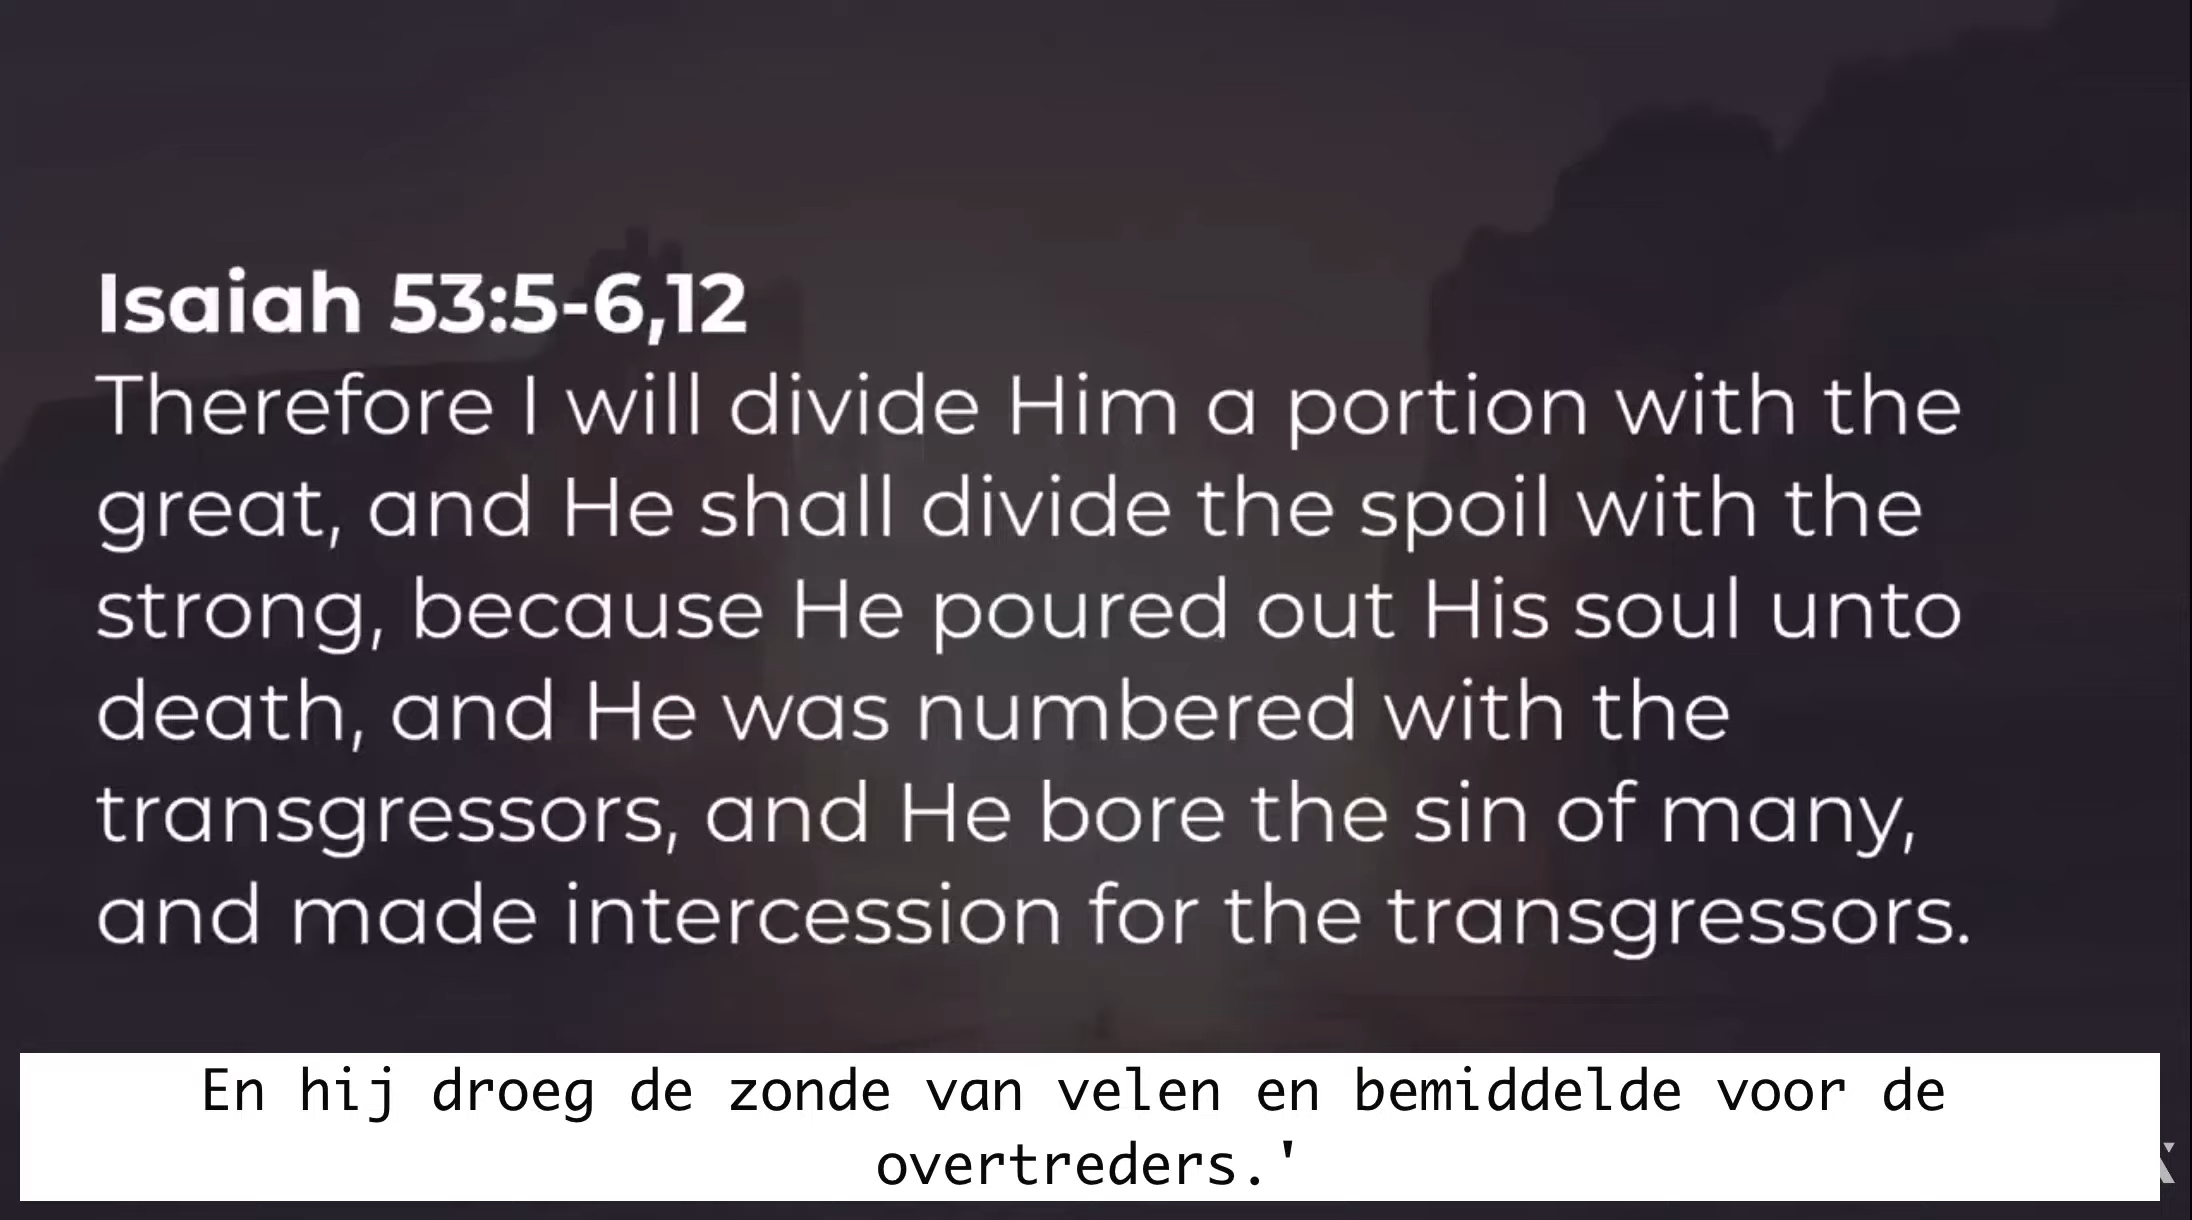 Isaiah 53:5-6,12
Therefore I will divide Him a portion with the
great, and He shall divide the spoil with the
strong, because He poured out His soul unto
death, and He was numbered with the
transgressors, and He bore the sin of many,
and made intercession for the transgressors.
En hij droeg de zonde van velen en bemiddelde voor de
overtreders.'